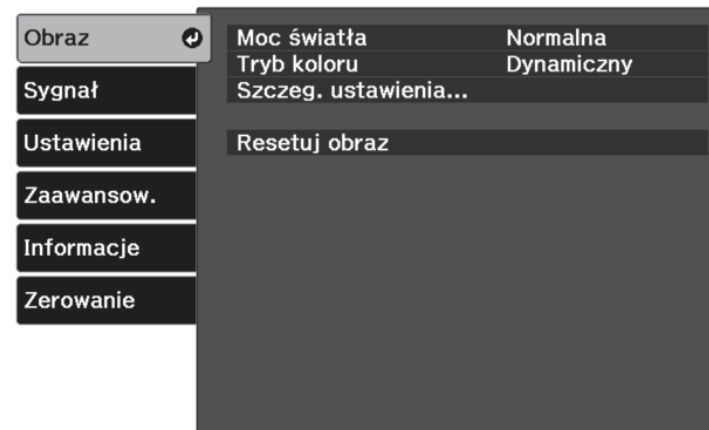 Obraz
Sygnał
Ustawienia
Zaawansow.
Informacje
Zerowanie
Moc światła Normalna
Tryb koloru Dynamiczny
Szczeg. ustawienia...
Resetuj obraz